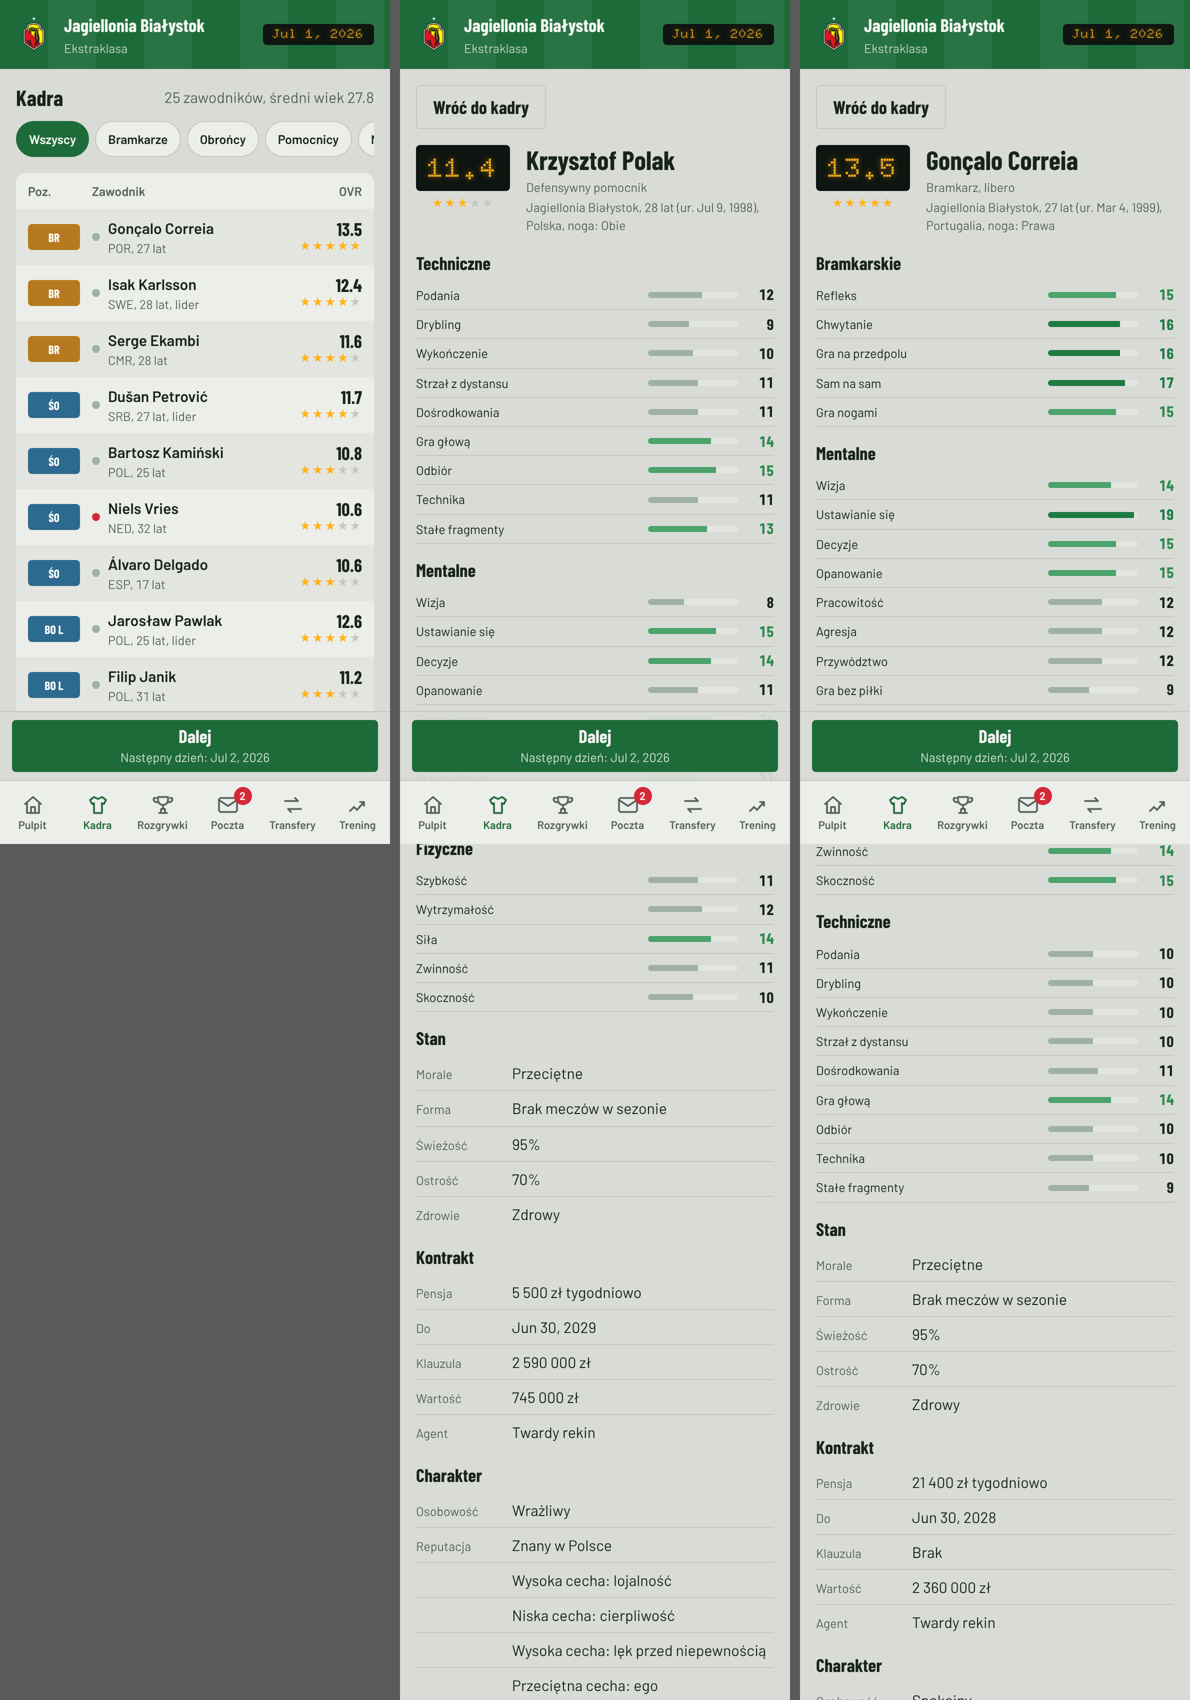 Jagiellonia Białystok
Ekstraklasa
Jul 1, 2026
Kadra
25 zawodników, średni wiek 27.8
Wszyscy
Bramkarze
Obrońcy
Pomocnicy
Poz.
Zawodnik
OVR
BR
Gonçalo Correia
13.5
POR, 27 lat
BR
Isak Karlsson
12.4
SWE, 28 lat, lider
BR
Serge Ekambi
11.6
CMR, 28 lat
ŚO
Dušan Petrović
11.7
SRB, 27 lat, lider
ŚO
Bartosz Kamiński
10.8
POL, 25 lat
ŚO
Niels Vries
10.6
NED, 32 lat
ŚO
Álvaro Delgado
10.6
ESP, 17 lat
BO L
Jarosław Pawlak
12.6
POL, 25 lat, lider
BO L
Filip Janik
11.2
POL, 31 lat
Dalej
Następny dzień: Jul 2, 2026
Pulpit
Kadra
Rozgrywki
2
Poczta
Transfery
Trening
Jagiellonia Białystok
Ekstraklasa
Jul 1, 2026
Wróć do kadry
11.4
Krzysztof Polak
Defensywny pomocnik
Jagiellonia Białystok, 28 lat (ur. Jul 9, 1998),
Polska, noga: Obie
Techniczne
Podania 12
Drybling 9
Wykończenie 10
Strzał z dystansu 11
Dośrodkowania 11
Gra głową 14
Odbiór 15
Technika 11
Stałe fragmenty 13
Mentalne
Wizja 8
Ustawianie się 15
Decyzje 14
Opanowanie 11
Dalej
Następny dzień: Jul 2, 2026
Pulpit
Kadra
Rozgrywki
2
Poczta
Transfery
Trening
Fizyczne
Szybkość 11
Wytrzymałość 12
Siła 14
Zwinność 11
Skoczność 10
Stan
Morale Przeciętne
Forma Brak meczów w sezonie
Świeżość 95%
Ostrość 70%
Zdrowie Zdrowy
Kontrakt
Pensja 5 500 zł tygodniowo
Do Jun 30, 2029
Klauzula 2 590 000 zł
Wartość 745 000 zł
Agent Twardy rekin
Charakter
Osobowość Wrażliwy
Reputacja Znany w Polsce
Wysoka cecha: lojalność
Niska cecha: cierpliwość
Wysoka cecha: lęk przed niepewnością
Przeciętna cecha: ego
Jagiellonia Białystok
Ekstraklasa
Jul 1, 2026
Wróć do kadry
13.5
Gonçalo Correia
Bramkarz, libero
Jagiellonia Białystok, 27 lat (ur. Mar 4, 1999),
Portugalia, noga: Prawa
Bramkarskie
Refleks 15
Chwytanie 16
Gra na przedpolu 16
Sam na sam 17
Gra nogami 15
Mentalne
Wizja 14
Ustawianie się 19
Decyzje 15
Opanowanie 15
Pracowitość 12
Agresja 12
Przywództwo 12
Gra bez piłki 9
Dalej
Następny dzień: Jul 2, 2026
Pulpit
Kadra
Rozgrywki
2
Poczta
Transfery
Trening
Zwinność 14
Skoczność 15
Techniczne
Podania 10
Drybling 10
Wykończenie 10
Strzał z dystansu 10
Dośrodkowania 11
Gra głową 14
Odbiór 10
Technika 10
Stałe fragmenty 9
Stan
Morale Przeciętne
Forma Brak meczów w sezonie
Świeżość 95%
Ostrość 70%
Zdrowie Zdrowy
Kontrakt
Pensja 21 400 zł tygodniowo
Do Jun 30, 2028
Klauzula Brak
Wartość 2 360 000 zł
Agent Twardy rekin
Charakter